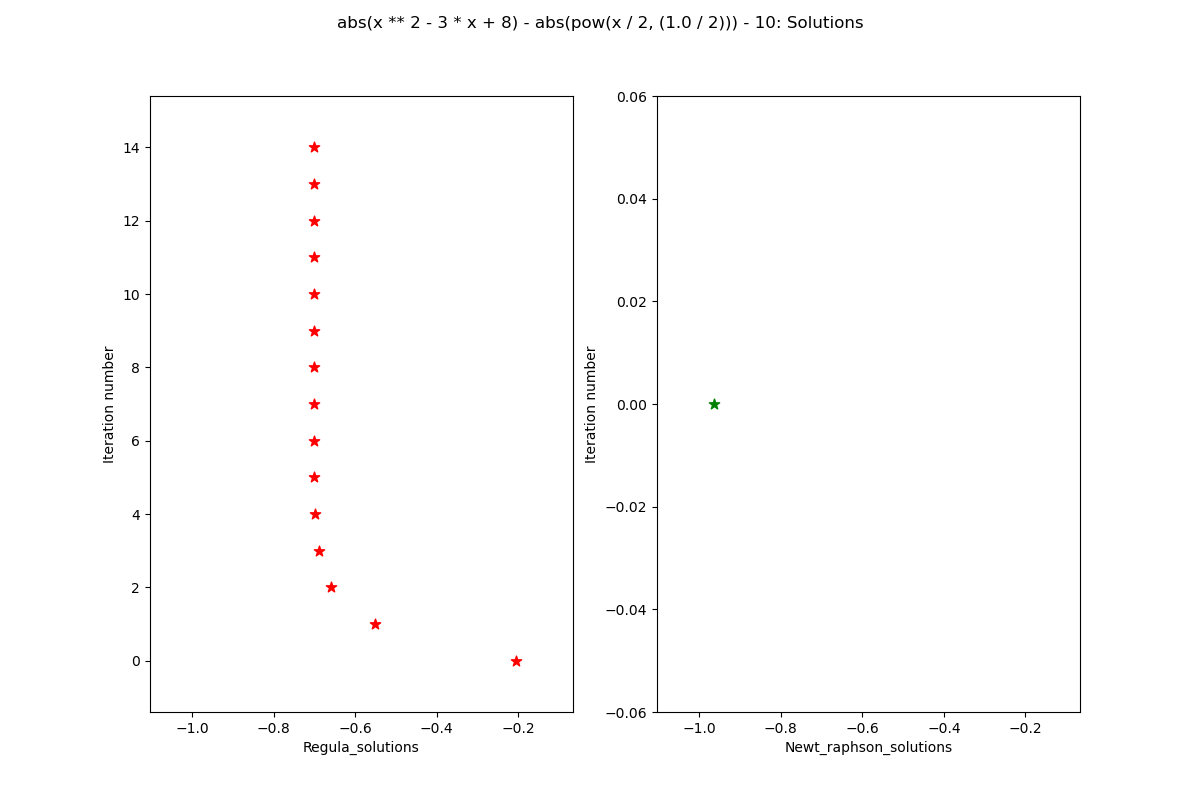 abs(x ** 2 - 3 * x + 8) - abs(pow(x / 2, (1.0 / 2))) - 10: Solutions
Iteration number
14
12
10
8
6
4
2
0
−1.0 −0.8 −0.6 −0.4 −0.2
Regula_solutions
Iteration number
0.06
0.04
0.02
0.00
−0.02
−0.04
−0.06
−1.0 −0.8 −0.6 −0.4 −0.2
Newt_raphson_solutions